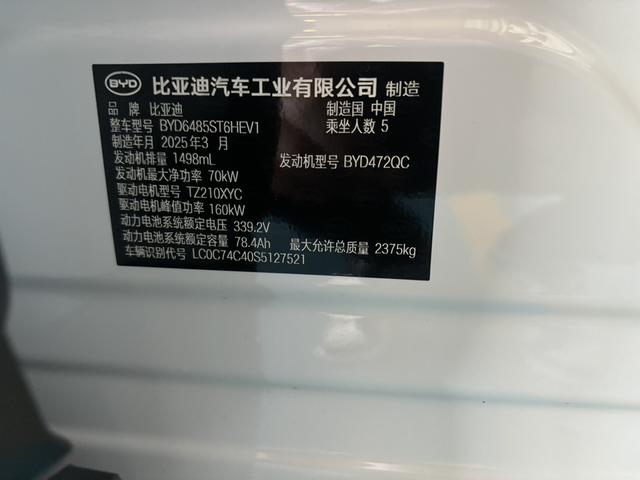 BYD 比亚迪汽车工业有限公司 制造
品 牌 比亚迪 制造国 中国
整车型号 BYD6485ST6HEV1 乘坐人数 5
制造年月 2025年3 月
发动机排量 1498mL 发动机型号 BYD472QC
发动机最大净功率 70kW
驱动电机型号 TZ210XYC
驱动电机峰值功率 160kW
动力电池系统额定电压 339.2V
动力电池系统额定容量 78.4Ah 最大允许总质量 2375kg
车辆识别代号 LC0C74C40S5127521